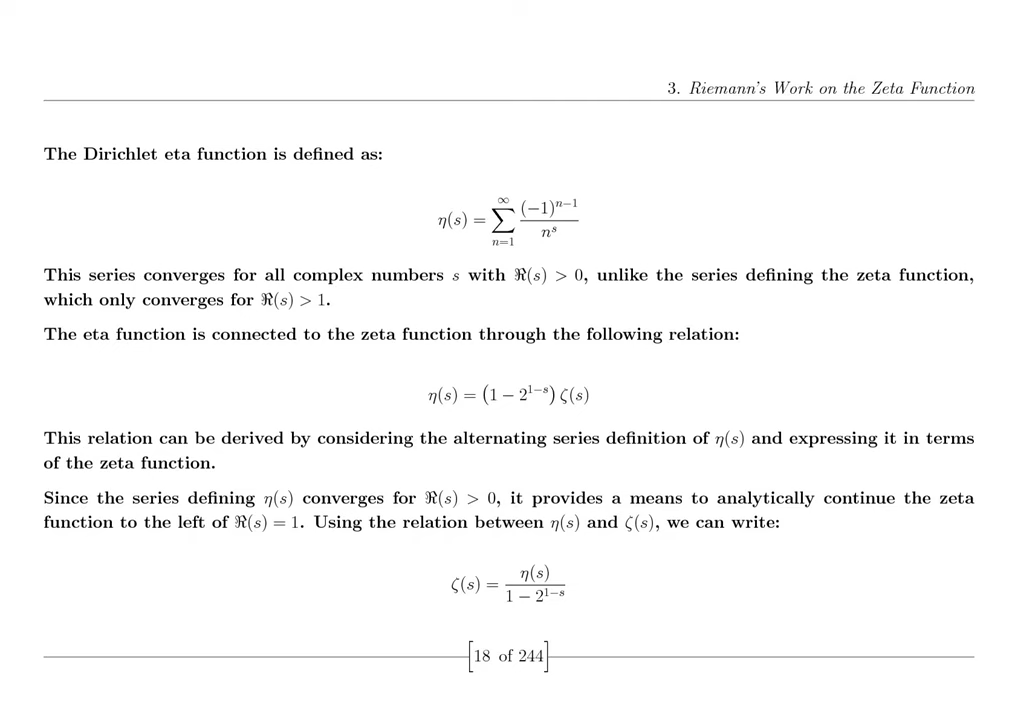 3. Riemann's Work on the Zeta Function
The Dirichlet eta function is defined as:
η(s) = ∑_{n=1}^{∞} (−1)^{n−1} / n^s
This series converges for all complex numbers s with ℜ(s) > 0, unlike the series defining the zeta function,
which only converges for ℜ(s) > 1.
The eta function is connected to the zeta function through the following relation:
η(s) = (1 − 2^{1−s}) ζ(s)
This relation can be derived by considering the alternating series definition of η(s) and expressing it in terms
of the zeta function.
Since the series defining η(s) converges for ℜ(s) > 0, it provides a means to analytically continue the zeta
function to the left of ℜ(s) = 1. Using the relation between η(s) and ζ(s), we can write:
ζ(s) = η(s) / (1 − 2^{1−s})
[18 of 244]